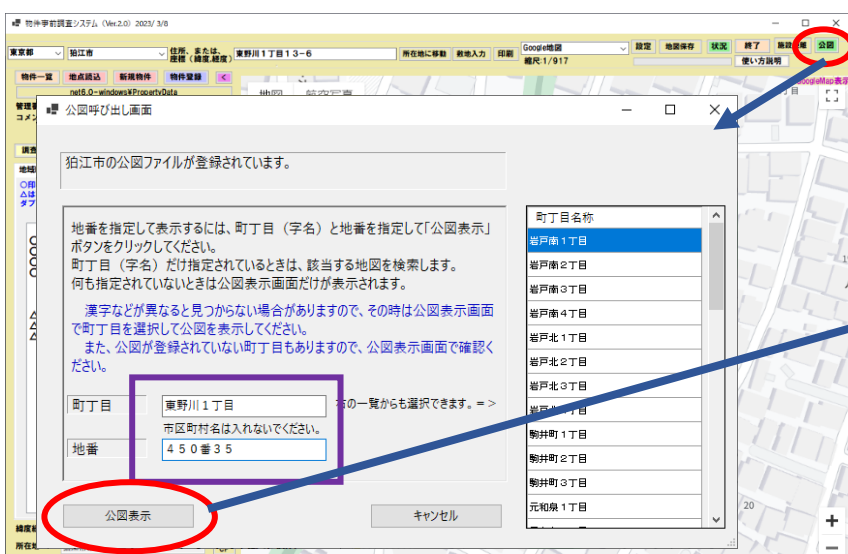 物件事前調査システム (Ver.2.0) 2023/ 3/8
東京都 狛江市 住所、または、座標（緯度,経度） 東野川１丁目１３−６ 所在地に移動 敷地入力 印刷 Google地図 設定 地図保存 状況 終了 公図
縮尺:1/917 使い方説明
物件一覧 地点読込 新規物件 物件登録 <
net6.0-windows¥PropertyData
地図 航空写真
GoogleMap表示
公図呼び出し画面
狛江市の公図ファイルが登録されています。
地番を指定して表示するには、町丁目（字名）と地番を指定して「公図表示」
ボタンをクリックしてください。
町丁目（字名）だけ指定されているときは、該当する地図を検索します。
何も指定されていないときは公図表示画面だけが表示されます。
漢字などが異なると見つからない場合がありますので、その時は公図表示画面
で町丁目を選択して公図を表示してください。
また、公図が登録されていない町丁目もありますので、公図表示画面で確認く
ださい。
町丁目 東野川１丁目 右の一覧からも選択できます。＝＞
市区町村名は入れないでください。
地番 ４５０番３５
公図表示 キャンセル
町丁目名称
岩戸南１丁目
岩戸南２丁目
岩戸南３丁目
岩戸南４丁目
岩戸北１丁目
岩戸北２丁目
岩戸北３丁目
駒井町１丁目
駒井町２丁目
駒井町３丁目
元和泉１丁目
20
+
−